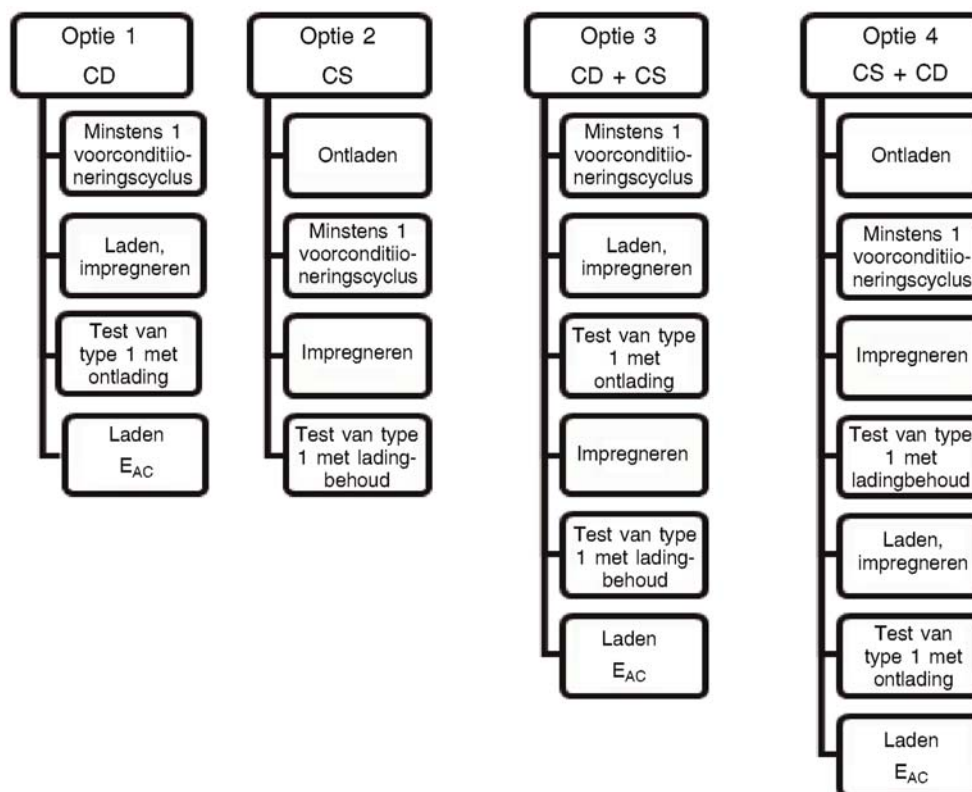 Optie 1
CD
Minstens 1
voorconditiio-
neringscyclus
Laden,
impregneren
Test van
type 1 met
ontlading
Laden
EAC
Optie 2
CS
Ontladen
Minstens 1
voorconditiio-
neringscyclus
Impregneren
Test van type
1 met lading-
behoud
Optie 3
CD + CS
Minstens 1
voorconditiio-
neringscyclus
Laden,
impregneren
Test van type
1 met
ontlading
Impregneren
Test van type
1 met lading-
behoud
Laden
EAC
Optie 4
CS + CD
Ontladen
Minstens 1
voorconditiio-
neringscyclus
Impregneren
Test van type
1 met
ladingbehoud
Laden,
impregneren
Test van
type 1 met
ontlading
Laden
EAC